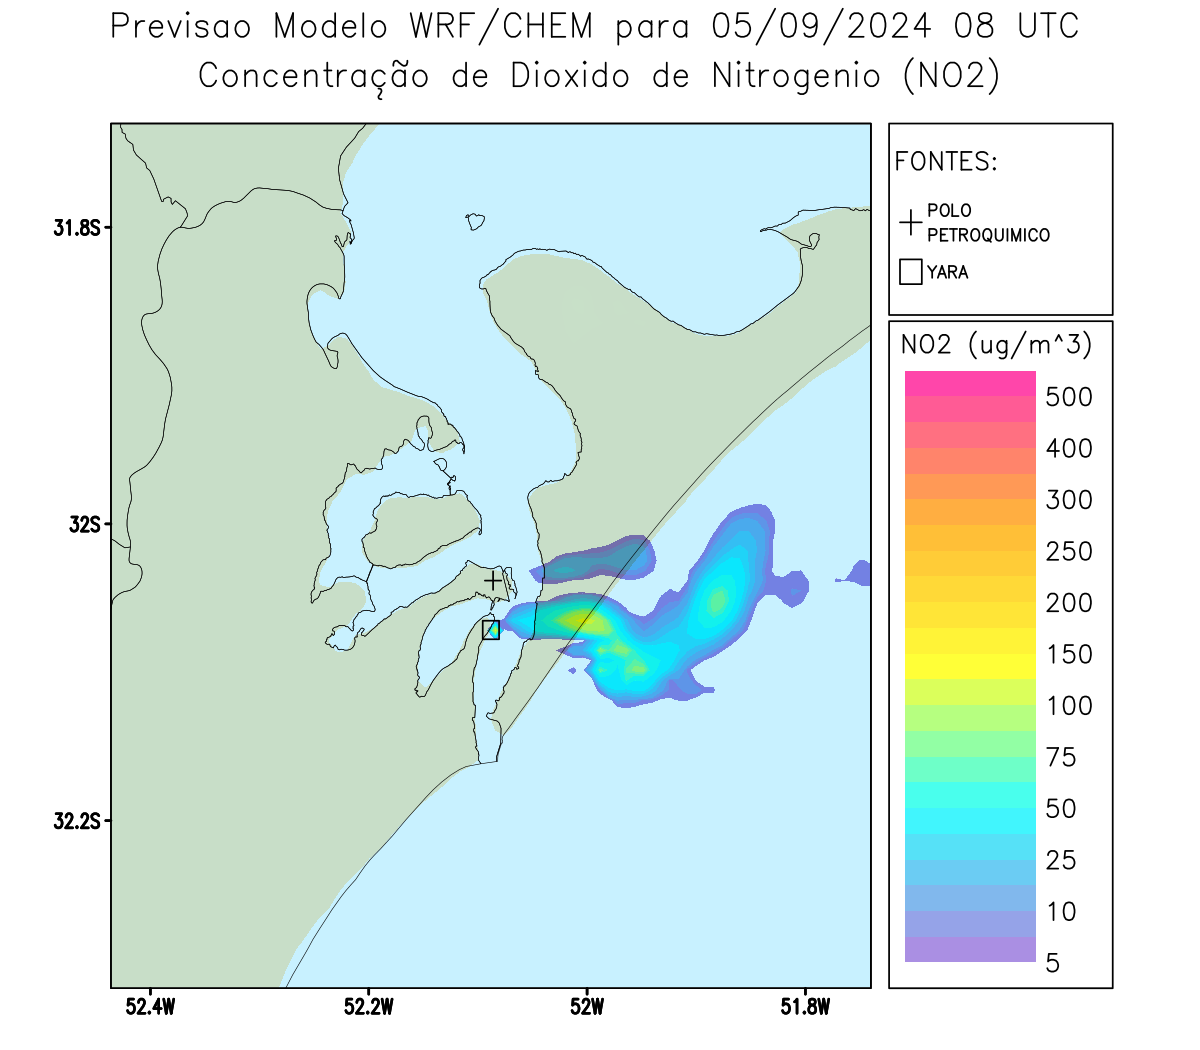 Previsao Modelo WRF/CHEM para 05/09/2024 08 UTC
Concentração de Dioxido de Nitrogenio (NO2)
FONTES:
POLO
PETROQUIMICO
YARA
31.8S
32S
32.2S
52.4W
52.2W
52W
51.8W
NO2 (ug/m^3)
500
400
300
250
200
150
100
75
50
25
10
5